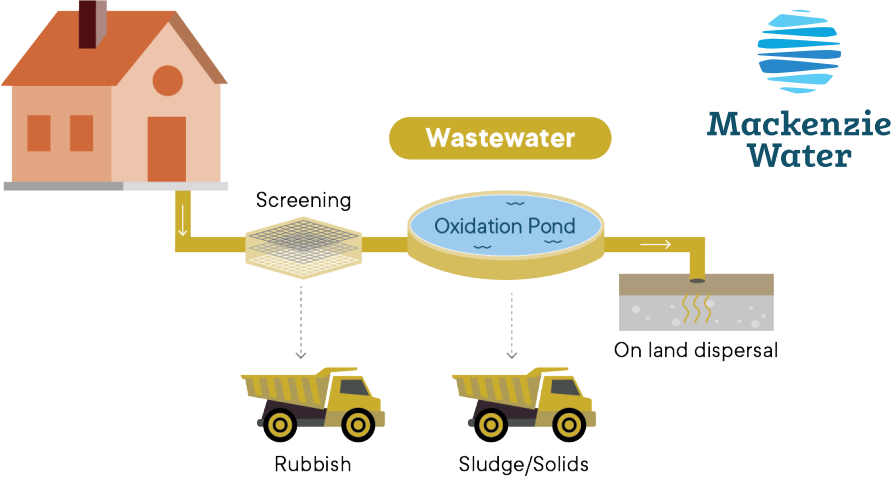 Mackenzie
Water
Wastewater
Screening
Oxidation Pond
On land dispersal
Rubbish
Sludge/Solids